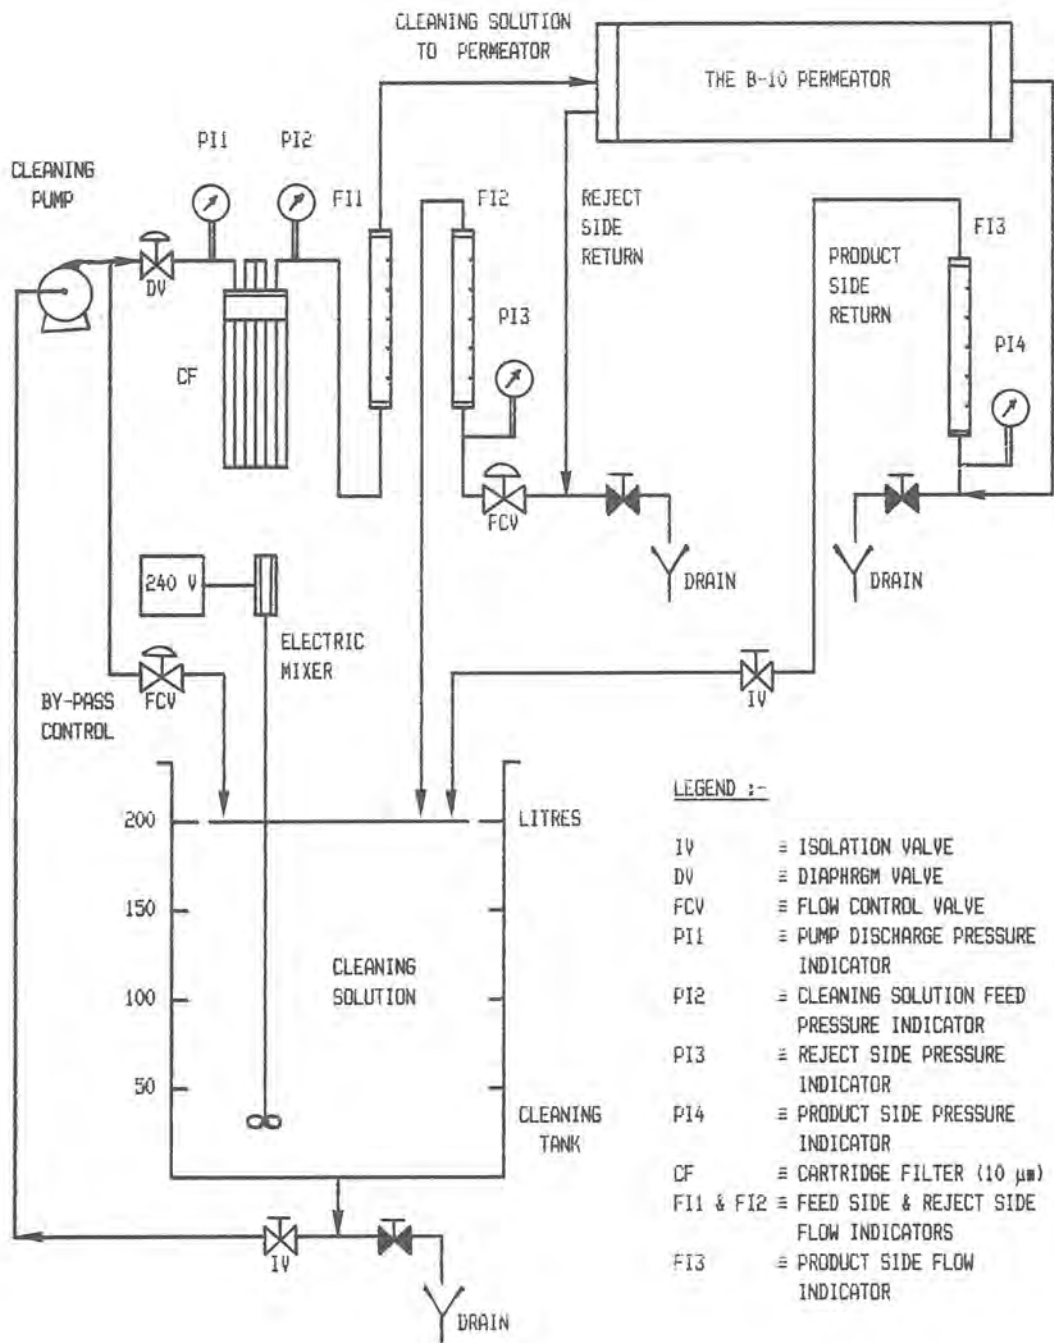 CLEANING SOLUTION
TO PERMEATOR
THE B-10 PERMEATOR
PI1
PI2
CLEANING
PUMP
FI1
FI2
REJECT
SIDE
RETURN
FI3
PRODUCT
SIDE
RETURN
DV
PI3
PI4
CF
FCV
240 V
DRAIN
DRAIN
ELECTRIC
MIXER
FCV
BY-PASS
CONTROL
IV
LEGEND :-
200
LITRES
IV ≡ ISOLATION VALVE
DV ≡ DIAPHRGM VALVE
150
FCV ≡ FLOW CONTROL VALVE
PI1 ≡ PUMP DISCHARGE PRESSURE
INDICATOR
CLEANING
SOLUTION
100
PI2 ≡ CLEANING SOLUTION FEED
PRESSURE INDICATOR
PI3 ≡ REJECT SIDE PRESSURE
INDICATOR
50
CLEANING
TANK
PI4 ≡ PRODUCT SIDE PRESSURE
INDICATOR
CF ≡ CARTRIDGE FILTER (10 µm)
FI1 & FI2 ≡ FEED SIDE & REJECT SIDE
FLOW INDICATORS
FI3 ≡ PRODUCT SIDE FLOW
INDICATOR
IV
DRAIN